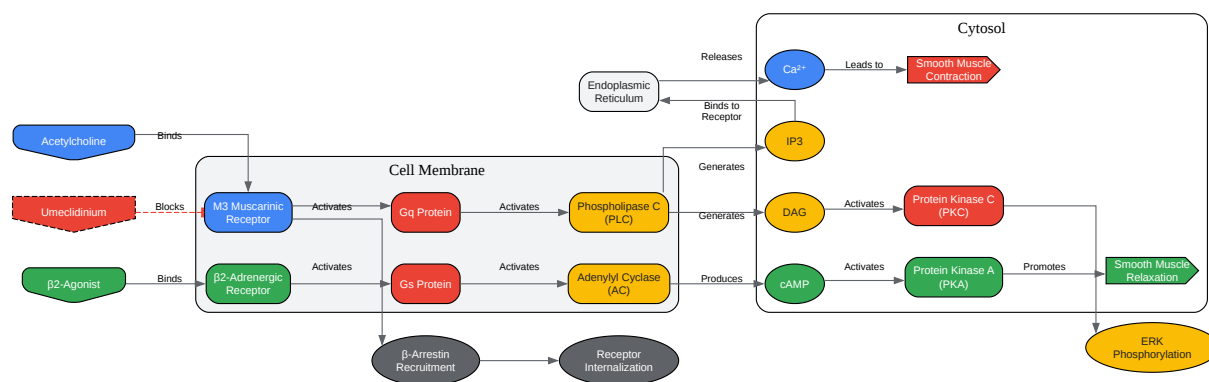 Cytosol
Releases
Ca²⁺
Leads to
Smooth Muscle
Contraction
Endoplasmic
Reticulum
Binds to
Receptor
Acetylcholine
Binds
IP3
Cell Membrane
Generates
Umeclidinium
Blocks
M3 Muscarinic
Receptor
Activates
Gq Protein
Activates
Phospholipase C
(PLC)
Generates
DAG
Activates
Protein Kinase C
(PKC)
β2-Agonist
Binds
β2-Adrenergic
Receptor
Activates
Gs Protein
Activates
Adenylyl Cyclase
(AC)
Produces
cAMP
Activates
Protein Kinase A
(PKA)
Promotes
Smooth Muscle
Relaxation
β-Arrestin
Recruitment
Receptor
Internalization
ERK
Phosphorylation